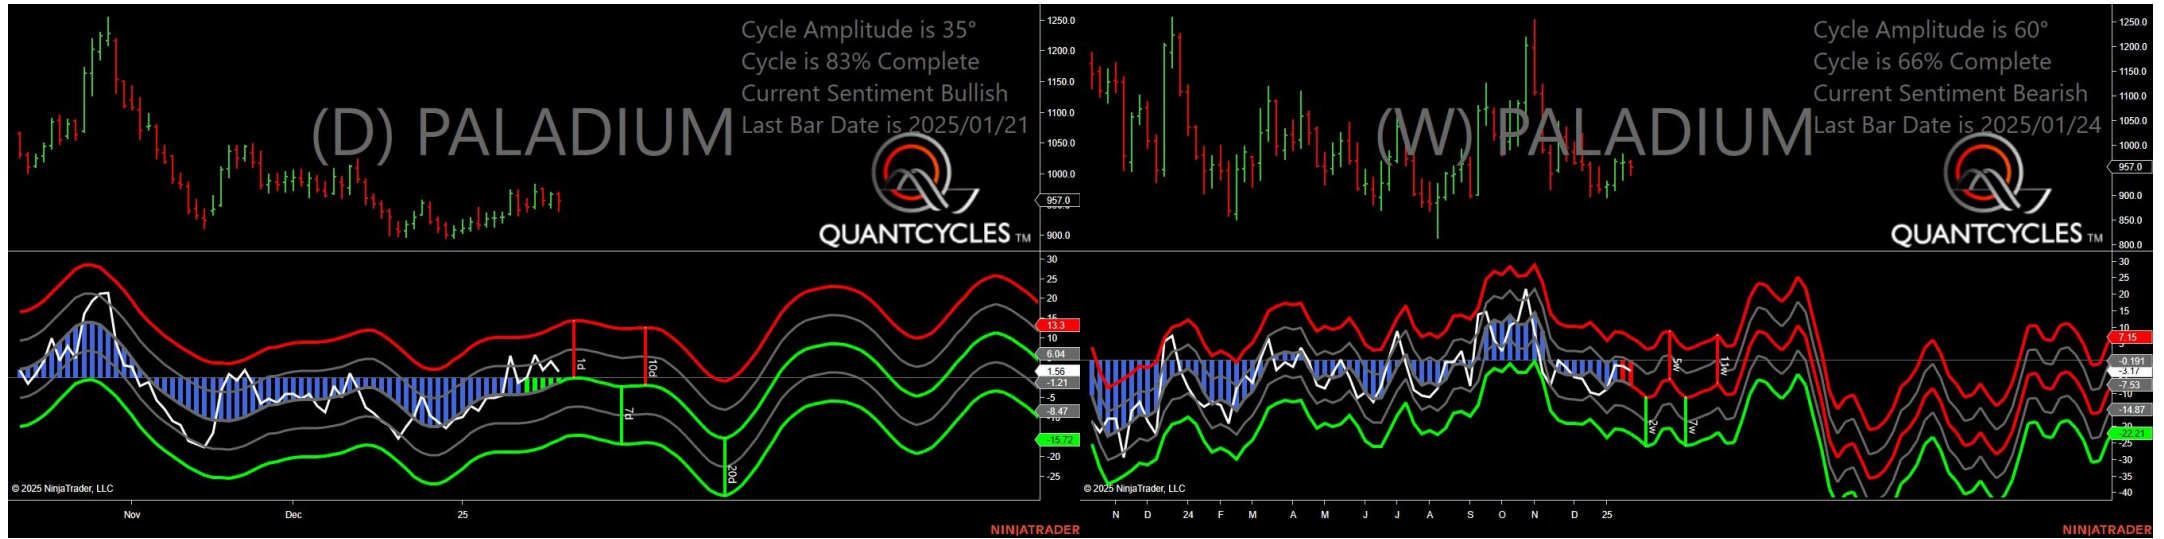 Cycle Amplitude is 35°
Cycle is 83% Complete
Current Sentiment Bullish
Last Bar Date is 2025/01/21
(D) PALADIUM
QUANTCYCLES TM
1250.0
1200.0
1150.0
1100.0
1050.0
1000.0
957.0
900.0
30
25
20
15
13.3
10
6.04
1.56
-1.21
-5
-8.47
-15.72
-20
-25
1d
10d
7d
20d
© 2025 NinjaTrader, LLC
Nov
Dec
25
NINJATRADER
Cycle Amplitude is 60°
Cycle is 66% Complete
Current Sentiment Bearish
Last Bar Date is 2025/01/24
(W) PALADIUM
QUANTCYCLES TM
1250.0
1200.0
1150.0
1100.0
1050.0
1000.0
957.0
900.0
850.0
800.0
30
25
20
15
10
7.15
-0.191
-3.17
-7.53
-10
-14.87
-22.21
-25
-30
-35
-40
5w
11w
2w
7w
© 2025 NinjaTrader, LLC
N D 24 F M A M J J A S O N D 25
NINJATRADER